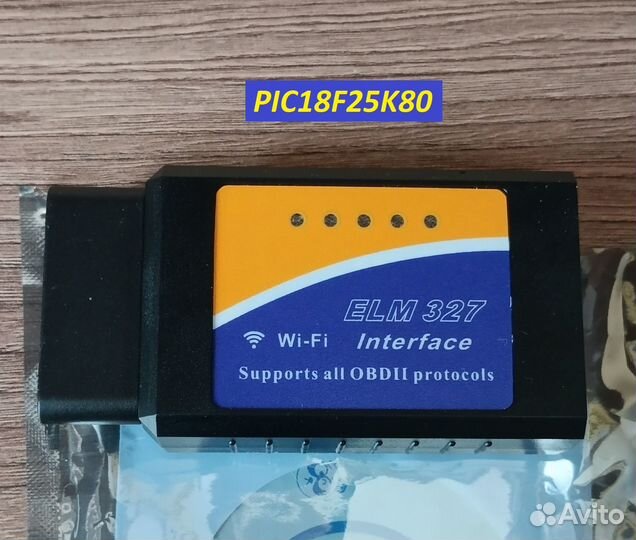 PIC18F25K80
ELM 327
Wi-Fi Interface
Supports all OBDII protocols
Avito